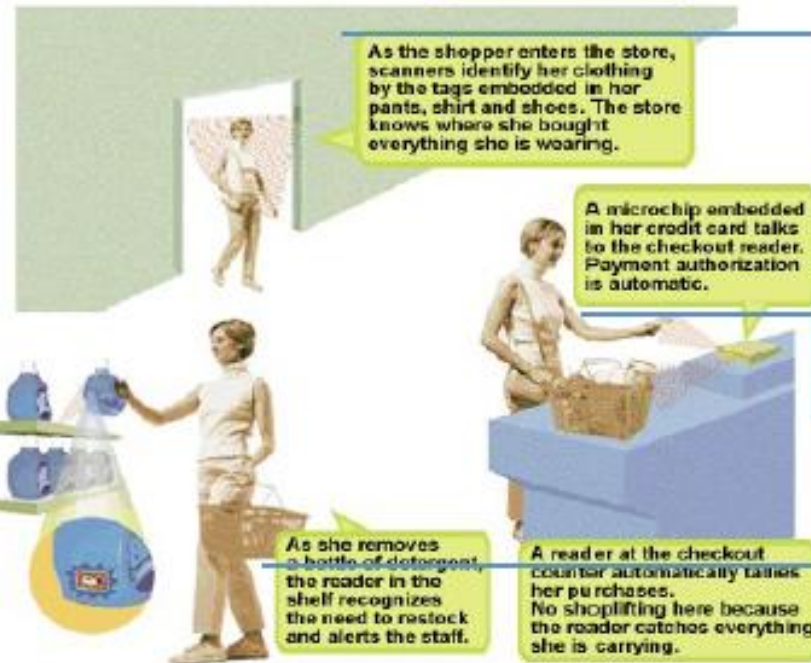 As the shopper enters the store,
scanners identify her clothing
by the tags embedded in her
pants, shirt and shoes. The store
knows where she bought
everything she is wearing.
A microchip embedded
in her credit card talks
to the checkout reader.
Payment authorization
is automatic.
As she removes
a bottle of detergent,
the reader in the
shelf recognizes
the need to restock
and alerts the staff.
A reader at the checkout
counter automatically tallies
her purchases.
No shoplifting here because
the reader catches everything
she is carrying.